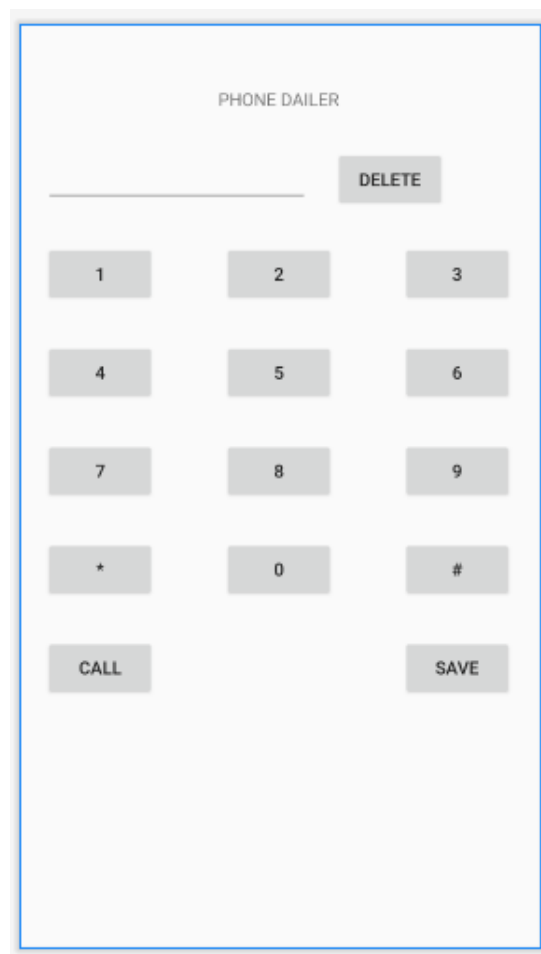 PHONE DAILER
DELETE
1 2 3
4 5 6
7 8 9
* 0 #
CALL SAVE